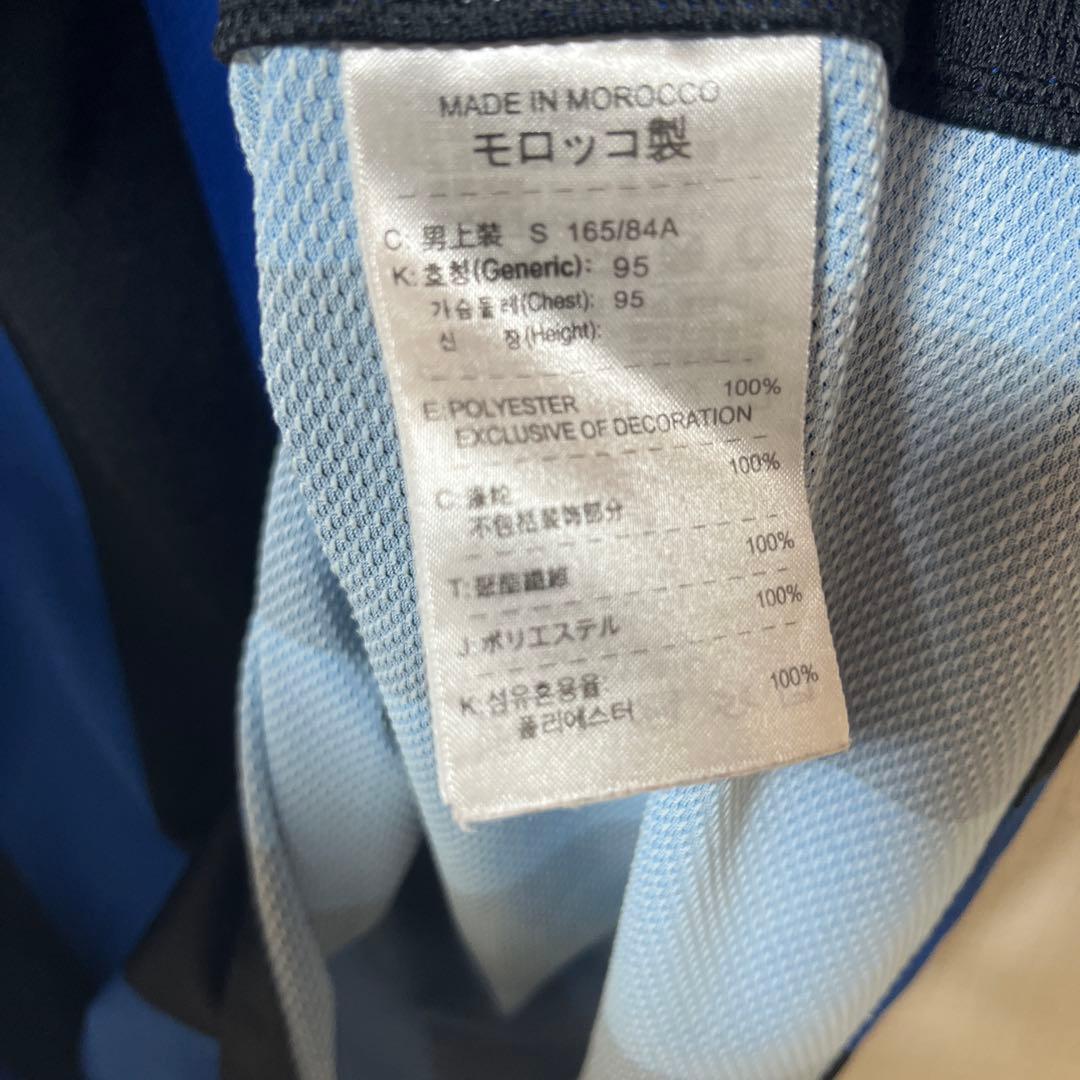 MADE IN MOROCCO
モロッコ製
C: 男上装 S 165/84A
K: 호칭(Generic): 95
가슴둘레(Chest): 95
신 장(Height):
E: POLYESTER 100%
EXCLUSIVE OF DECORATION
C: 涤纶 100%
不包括装饰部分
T: 聚酯纖維 100%
J: ポリエステル 100%
K: 섬유혼용율: 100%
폴리에스터